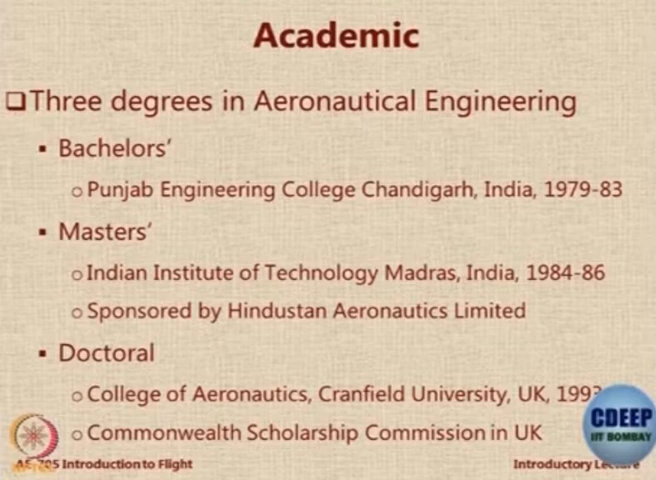 Academic
Three degrees in Aeronautical Engineering
Bachelors'
Punjab Engineering College Chandigarh, India, 1979-83
Masters'
Indian Institute of Technology Madras, India, 1984-86
Sponsored by Hindustan Aeronautics Limited
Doctoral
College of Aeronautics, Cranfield University, UK,
Commonwealth Scholarship Commission in UK
CDEEP
IIT BOMBAY
Introduction to Flight
Introductory Lecture